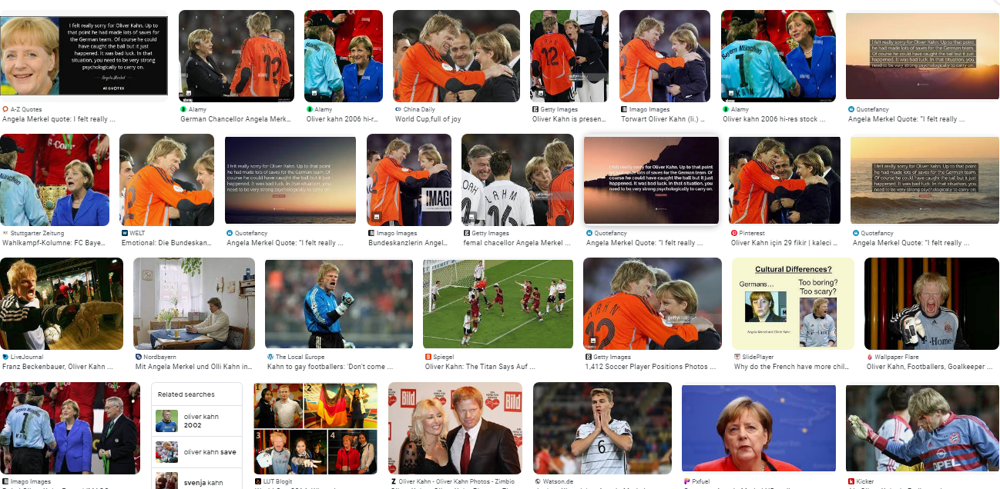 I felt really sorry for Oliver Kahn. Up to
that point he had made lots of saves for
the German team. Of course he could
have caught the ball but it just
happened. It was bad luck. In that
situation, you need to be very strong
psychologically to carry on.
Angela Merkel
AZ QUOTES
A-Z Quotes
Angela Merkel quote: I felt really ...
12
Alamy
German Chancellor Angela Merk...
Alamy
Oliver kahn 2006 hi-r...
China Daily
World Cup,full of joy
12
Getty Images
Oliver Kahn is presen...
Imago Images
Torwart Oliver Kahn (li.) ...
Bayern München
1
KAHN
Alamy
Oliver kahn 2006 hi-res stock ...
I felt really sorry for Oliver Kahn. Up to that point
he had made lots of saves for the German team.
Of course he could have caught the ball but it just
happened. It was bad luck. In that situation, you
need to be very strong psychologically to carry on.
Quotefancy
Angela Merkel Quote: “I felt really ...
München
Stuttgarter Zeitung
Wahlkampf-Kolumne: FC Baye...
WELT
Emotional: Die Bundeskan...
I felt really sorry for Oliver Kahn. Up to that point
he had made lots of saves for the German team. Of
course he could have caught the ball but it just
happened. It was bad luck. In that situation, you
need to be very strong psychologically to carry on.
Quotefancy
Angela Merkel Quote: “I felt really ...
IMAG
Imago Images
Bundeskanzlerin Angel...
LAHM
16
Getty Images
femal chacellor Angela Merkel ...
I felt really sorry for Oliver Kahn. Up to that point he
had made lots of saves for the German team. Of
course he could have caught the ball but it just
happened. It was bad luck. In that situation, you need
to be very strong psychologically to carry on.
Quotefancy
Angela Merkel Quote: “I felt really ...
Pinterest
Oliver Kahn için 29 fikir | kaleci ...
I felt really sorry for Oliver Kahn. Up to that point
he had made lots of saves for the German team.
Of course he could have caught the ball but it just
happened. It was bad luck. In that situation, you
need to be very strong psychologically to carry on.
Quotefancy
Angela Merkel Quote: “I felt really ...
LiveJournal
Franz Beckenbauer, Oliver Kahn ...
Nordbayern
Mit Angela Merkel und Olli Kahn in...
The Local Europe
Kahn to gay footballers: 'Don't come ...
Spiegel
Oliver Kahn: The Titan Says Auf ...
KAHN
12
gettyimages
Getty Images
1,412 Soccer Player Positions Photos ...
Cultural Differences?
Germans...
Too boring?
Too scary?
Angela Merkel and Oliver Kahn
SlidePlayer
Why do the French have more chil...
T · Home
Wallpaper Flare
Oliver Kahn, Footballers, Goalkeeper ...
1
Imago Images
Related searches
oliver kahn
2002
oliver kahn save
svenja kahn
1
2
3
4
LUT Blogit
Bild
Bild
Oliver Kahn - Oliver Kahn Photos - Zimbio
6
Watson.de
Pxfuel
OPEL
Kicker